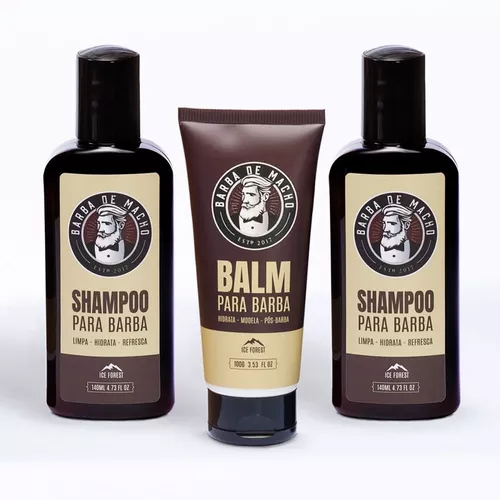 BARBA DE MACHO
ESTD 2017
SHAMPOO
PARA BARBA
LIMPA - HIDRATA - REFRESCA
ICE FOREST
140ML 4.73 FL OZ
BARBA DE MACHO
ESTD 2017
BALM
PARA BARBA
HIDRATA - MODELA - PÓS-BARBA
ICE FOREST
100G 3.53 FL OZ
BARBA DE MACHO
ESTD 2017
SHAMPOO
PARA BARBA
LIMPA - HIDRATA - REFRESCA
ICE FOREST
140ML 4.73 FL OZ